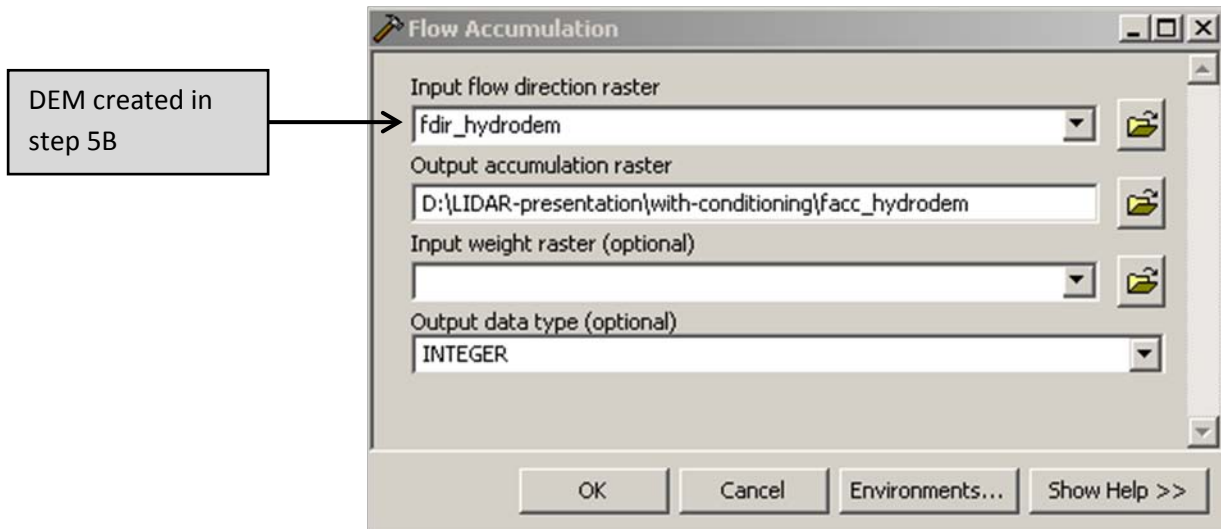 Flow Accumulation
DEM created in
step 5B
Input flow direction raster
fdir_hydrodem
Output accumulation raster
D:\LIDAR-presentation\with-conditioning\facc_hydrodem
Input weight raster (optional)
Output data type (optional)
INTEGER
OK
Cancel
Environments...
Show Help >>